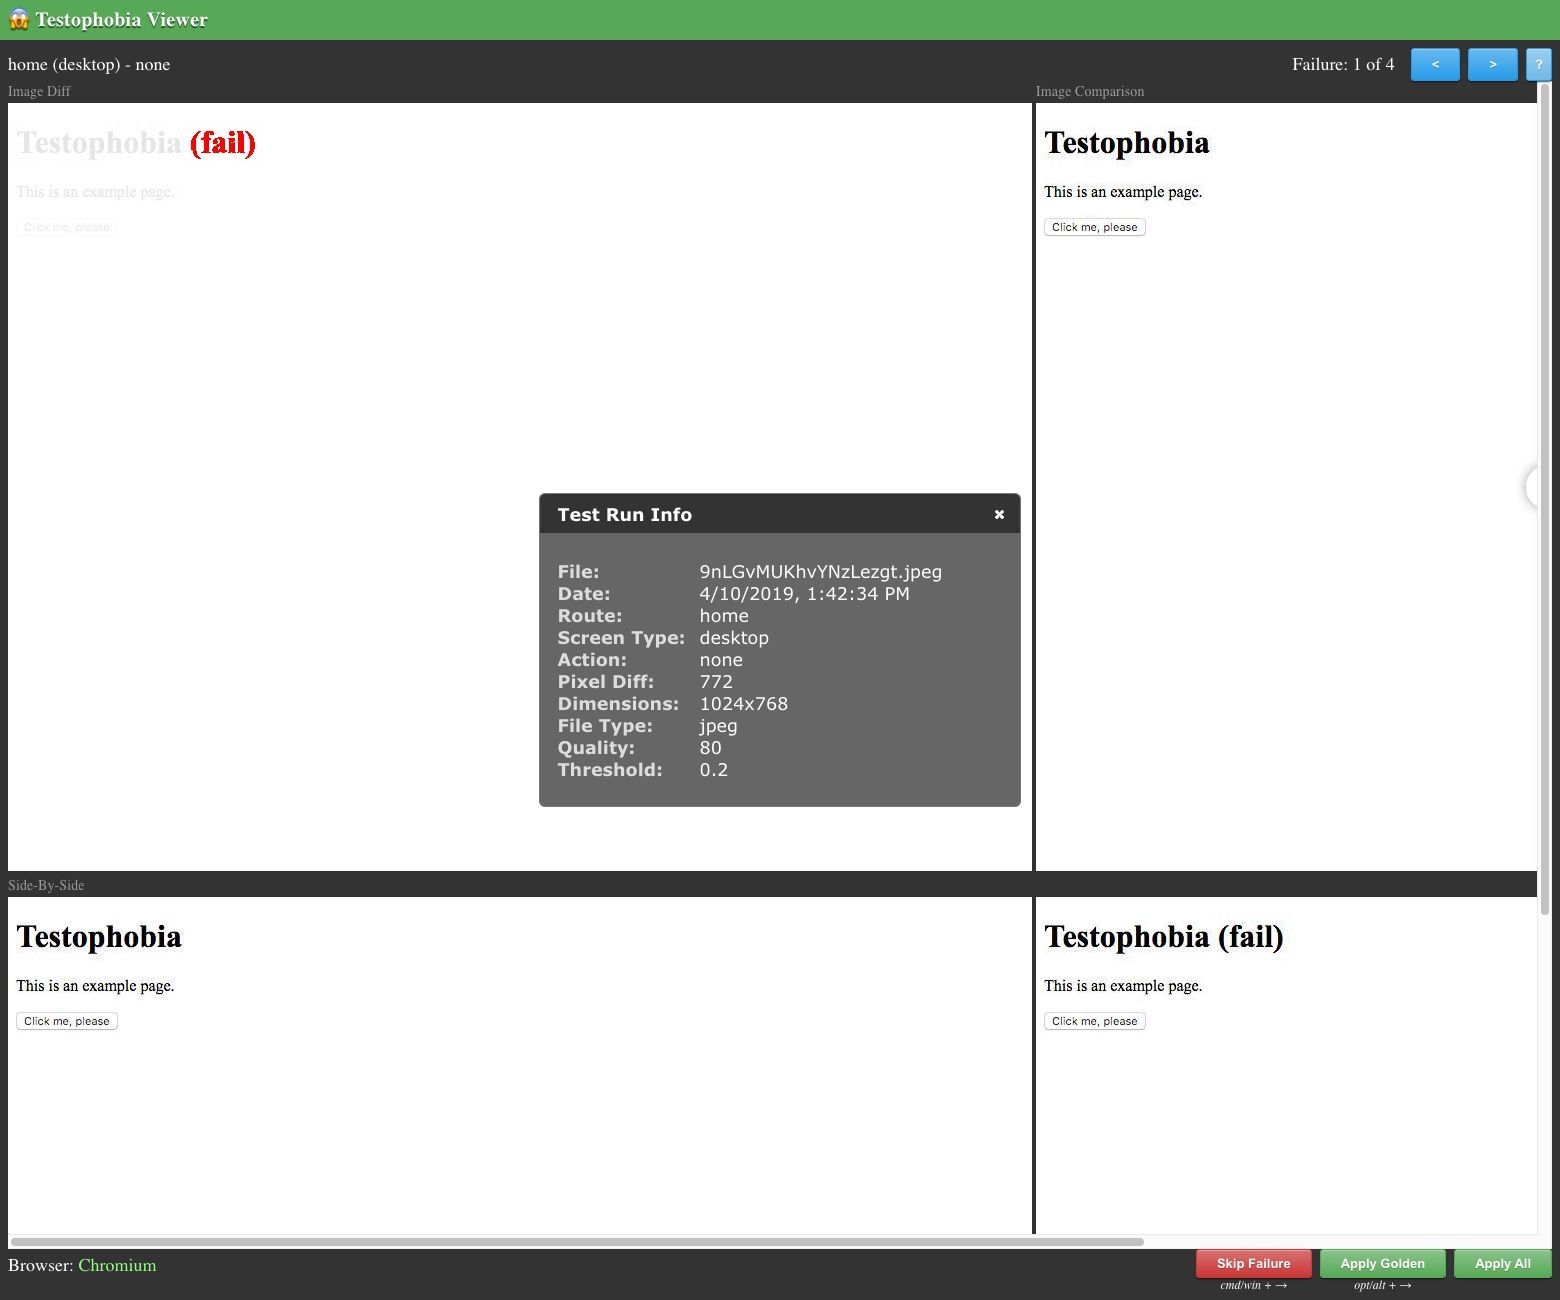 😱 Testophobia Viewer
home (desktop) - none
Failure: 1 of 4
<
>
?
Image Diff
Image Comparison
Testophobia (fail)
This is an example page.
Click me, please
Testophobia
This is an example page.
Click me, please
Test Run Info
✖
File: 9nLGvMUKhvYNzLezgt.jpeg
Date: 4/10/2019, 1:42:34 PM
Route: home
Screen Type: desktop
Action: none
Pixel Diff: 772
Dimensions: 1024x768
File Type: jpeg
Quality: 80
Threshold: 0.2
Side-By-Side
Testophobia
This is an example page.
Click me, please
Testophobia (fail)
This is an example page.
Click me, please
Browser: Chromium
Skip Failure
cmd/win + →
Apply Golden
opt/alt + →
Apply All